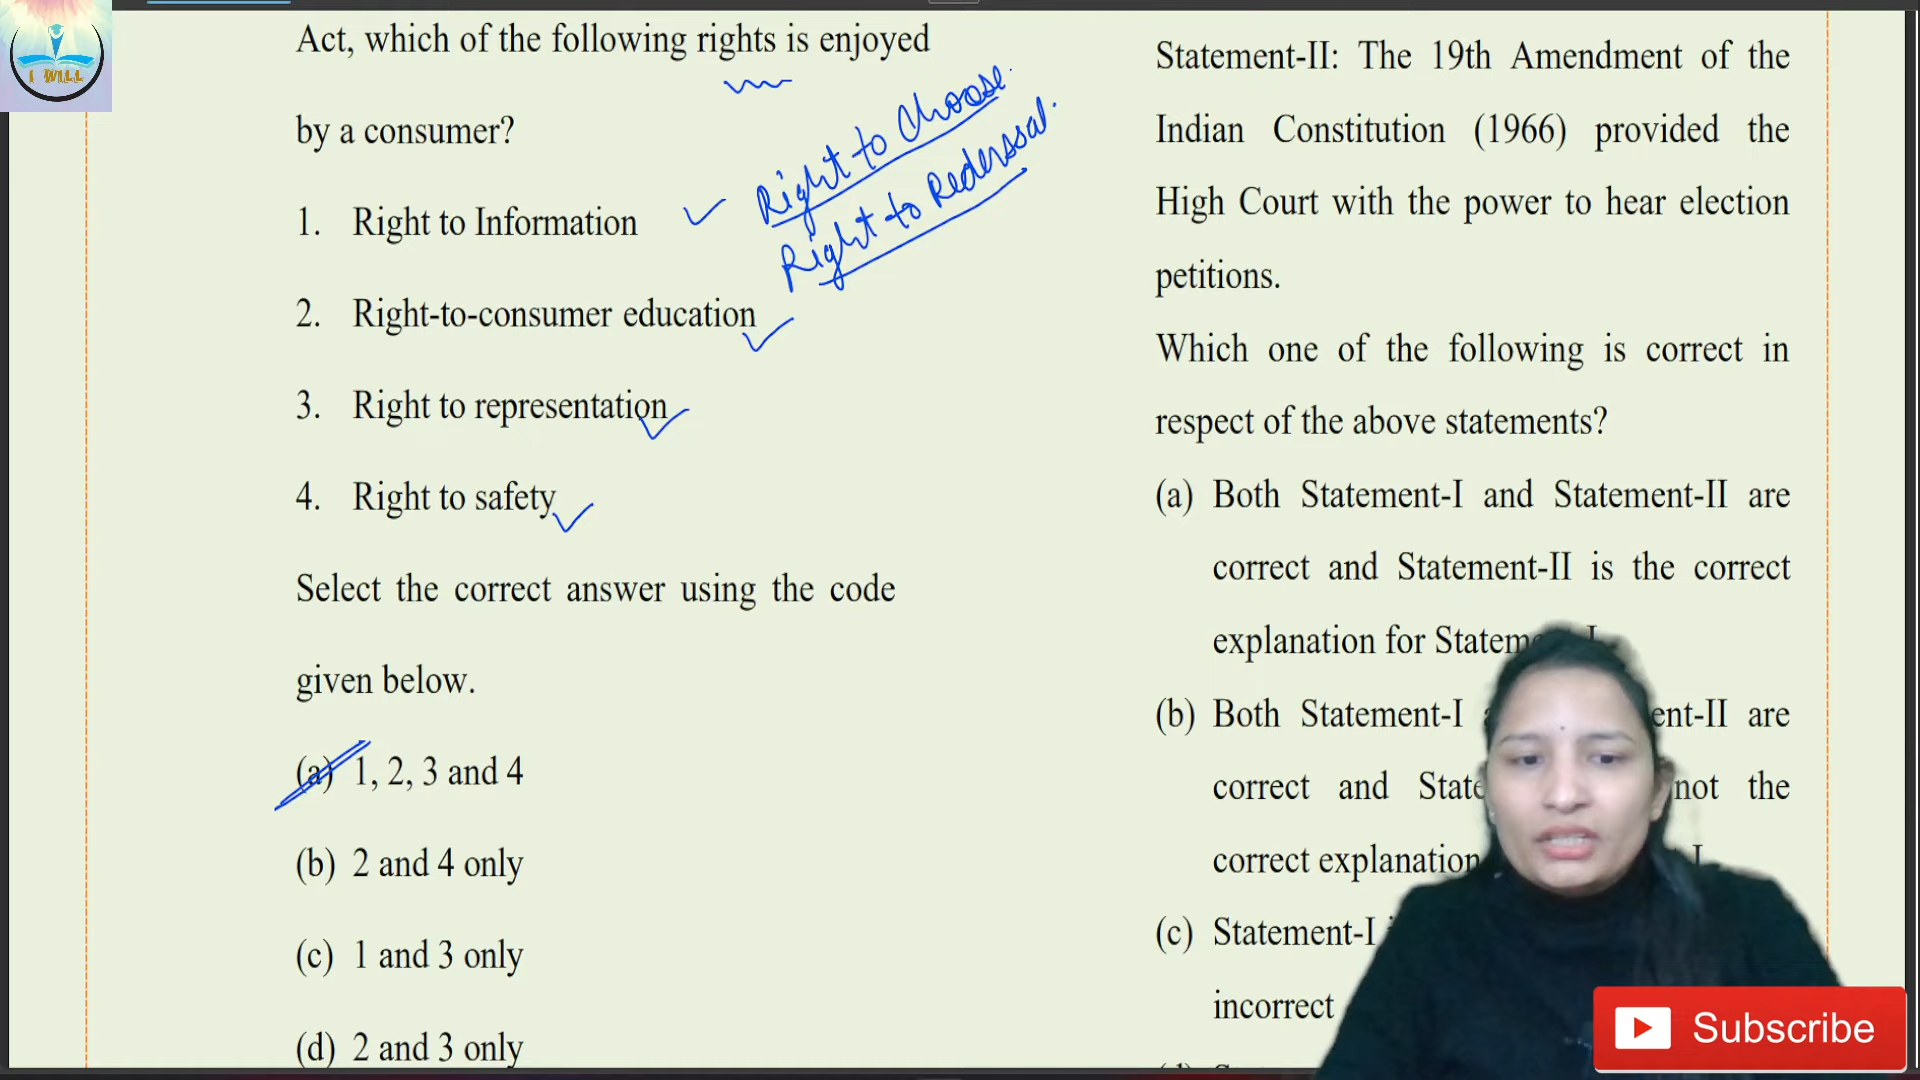 I WILL
Act, which of the following rights is enjoyed
by a consumer?
1. Right to Information
2. Right-to-consumer education
3. Right to representation
4. Right to safety
Right to Choose
Right to Rederssal
Select the correct answer using the code
given below.
(a) 1, 2, 3 and 4
(b) 2 and 4 only
(c) 1 and 3 only
(d) 2 and 3 only
Statement-II: The 19th Amendment of the
Indian Constitution (1966) provided the
High Court with the power to hear election
petitions.
Which one of the following is correct in
respect of the above statements?
(a) Both Statement-I and Statement-II are
correct and Statement-II is the correct
explanation for
(b) Both Statement-I ent-II are
correct and not the
correct explanation
(c) Statement-I
incorrect
Subscribe